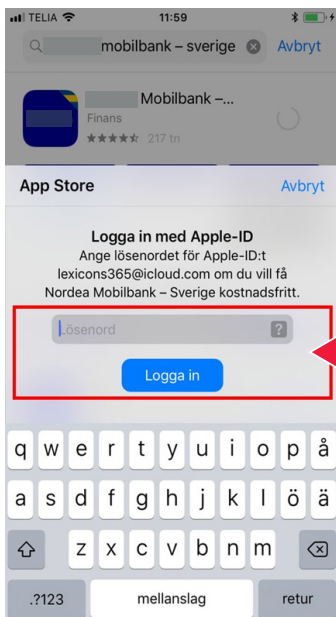 TELIA 11:59
mobilbank – sverige Avbryt
Mobilbank –...
Finans
217 tn
App Store Avbryt
Logga in med Apple-ID
Ange lösenordet för Apple-ID:t
lexicons365@icloud.com om du vill få
Nordea Mobilbank – Sverige kostnadsfritt.
Lösenord ?
Logga in
q w e r t y u i o p å
a s d f g h j k l ö ä
z x c v b n m
.?123 mellanslag retur